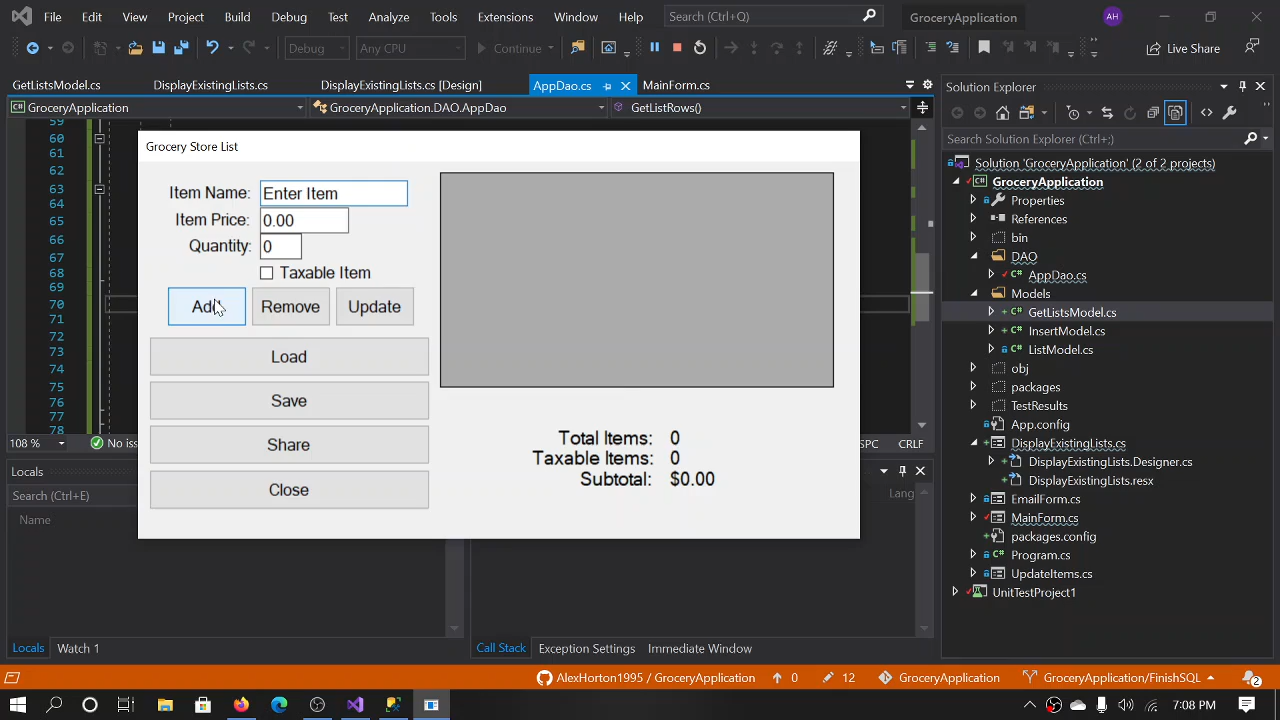 File Edit View Git Project Build Debug Test Analyze Tools Extensions Window Help Search (Ctrl+Q) GroceryApplication AH
Debug Any CPU Continue Live Share
GetListsModel.cs DisplayExistingLists.cs DisplayExistingLists.cs [Design] AppDao.cs MainForm.cs
GroceryApplication GroceryApplication.DAO.AppDao GetListRows()
59
60
61
62
63
64
65
66
67
68
69
70
71
72
73
74
75
76
77
78
Grocery Store List
Item Name: Enter Item
Item Price: 0.00
Quantity: 0
Taxable Item
Add Remove Update
Load
Save
Share
Close
Total Items: 0
Taxable Items: 0
Subtotal: $0.00
108 % No iss SPC CRLF
Locals
Search (Ctrl+E)
Name
Lang
Locals Watch 1
Call Stack Exception Settings Immediate Window
Solution Explorer
Search Solution Explorer (Ctrl+;)
Solution 'GroceryApplication' (2 of 2 projects)
GroceryApplication
Properties
References
bin
DAO
AppDao.cs
Models
GetListsModel.cs
InsertModel.cs
ListModel.cs
obj
packages
TestResults
App.config
DisplayExistingLists.cs
DisplayExistingLists.Designer.cs
DisplayExistingLists.resx
EmailForm.cs
MainForm.cs
packages.config
Program.cs
UpdateItems.cs
UnitTestProject1
AlexHorton1995 / GroceryApplication 0 12 GroceryApplication GroceryApplication/FinishSQL 2
7:08 PM